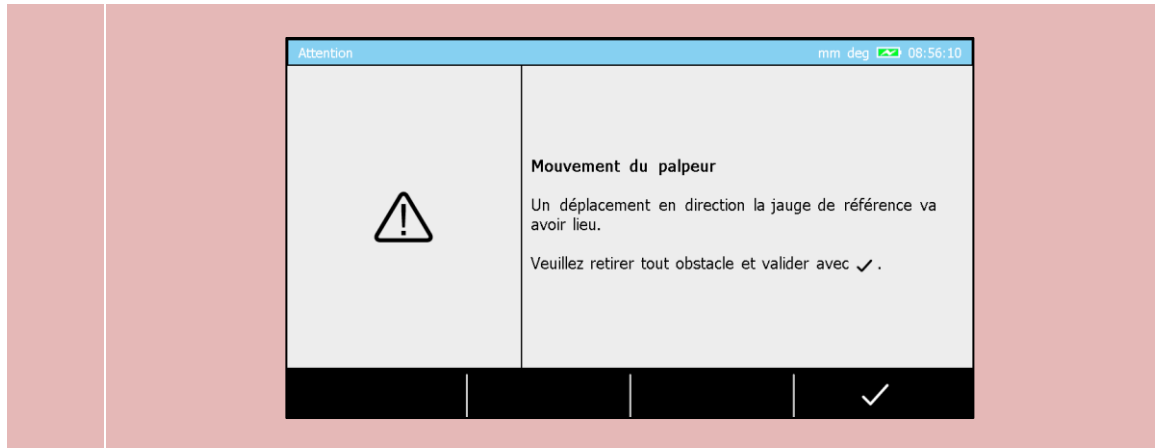 Attention mm deg 08:56:10
Mouvement du palpeur
Un déplacement en direction la jauge de référence va
avoir lieu.
Veuillez retirer tout obstacle et valider avec ✓ .